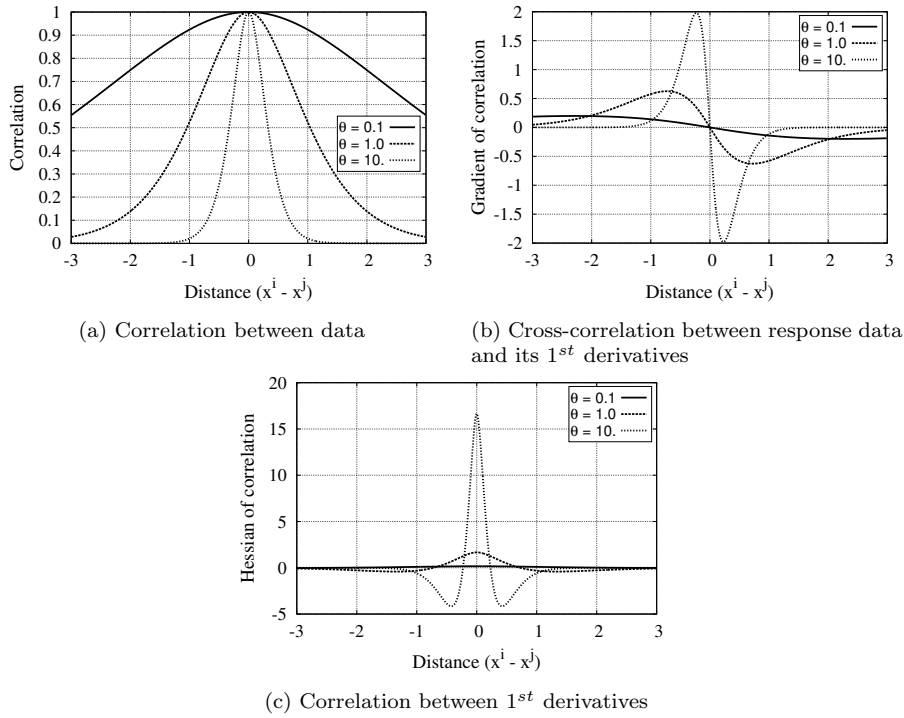 1
0.9
0.8
0.7
0.6
0.5
0.4
0.3
0.2
0.1
0
Correlation
θ = 0.1
θ = 1.0
θ = 10.
-3 -2 -1 0 1 2 3
Distance (x^i - x^j)
(a) Correlation between data
2
1.5
1
0.5
0
-0.5
-1
-1.5
-2
Gradient of correlation
θ = 0.1
θ = 1.0
θ = 10.
-3 -2 -1 0 1 2 3
Distance (x^i - x^j)
(b) Cross-correlation between response data
and its 1^st derivatives
20
15
10
5
0
-5
Hessian of correlation
θ = 0.1
θ = 1.0
θ = 10.
-3 -2 -1 0 1 2 3
Distance (x^i - x^j)
(c) Correlation between 1^st derivatives